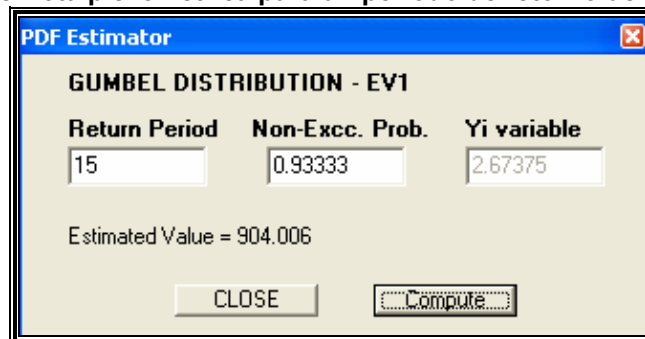 PDF Estimator
GUMBEL DISTRIBUTION - EV1
Return Period Non-Excc. Prob. Yi variable
15 0.93333 2.67375
Estimated Value = 904.006
CLOSE Compute